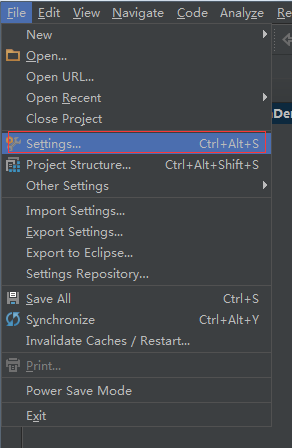 File Edit View Navigate Code Analyze Re
New
Open...
Open URL...
Open Recent
Close Project
Settings... Ctrl+Alt+S
Project Structure... Ctrl+Alt+Shift+S
Other Settings
Import Settings...
Export Settings...
Export to Eclipse...
Settings Repository...
Save All Ctrl+S
Synchronize Ctrl+Alt+Y
Invalidate Caches / Restart...
Print...
Power Save Mode
Exit